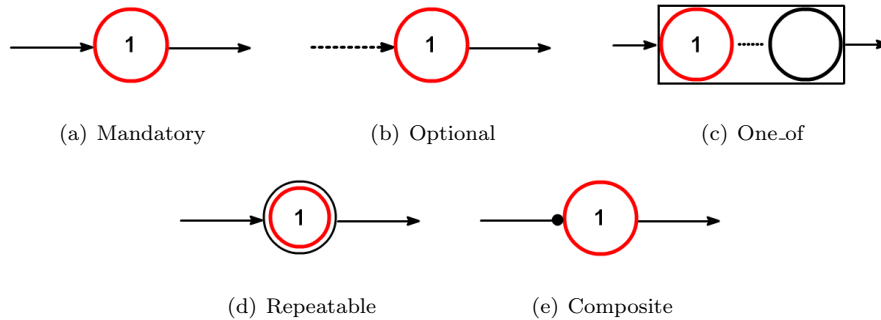 1
1
1
(a) Mandatory
(b) Optional
(c) One_of
1
1
(d) Repeatable
(e) Composite